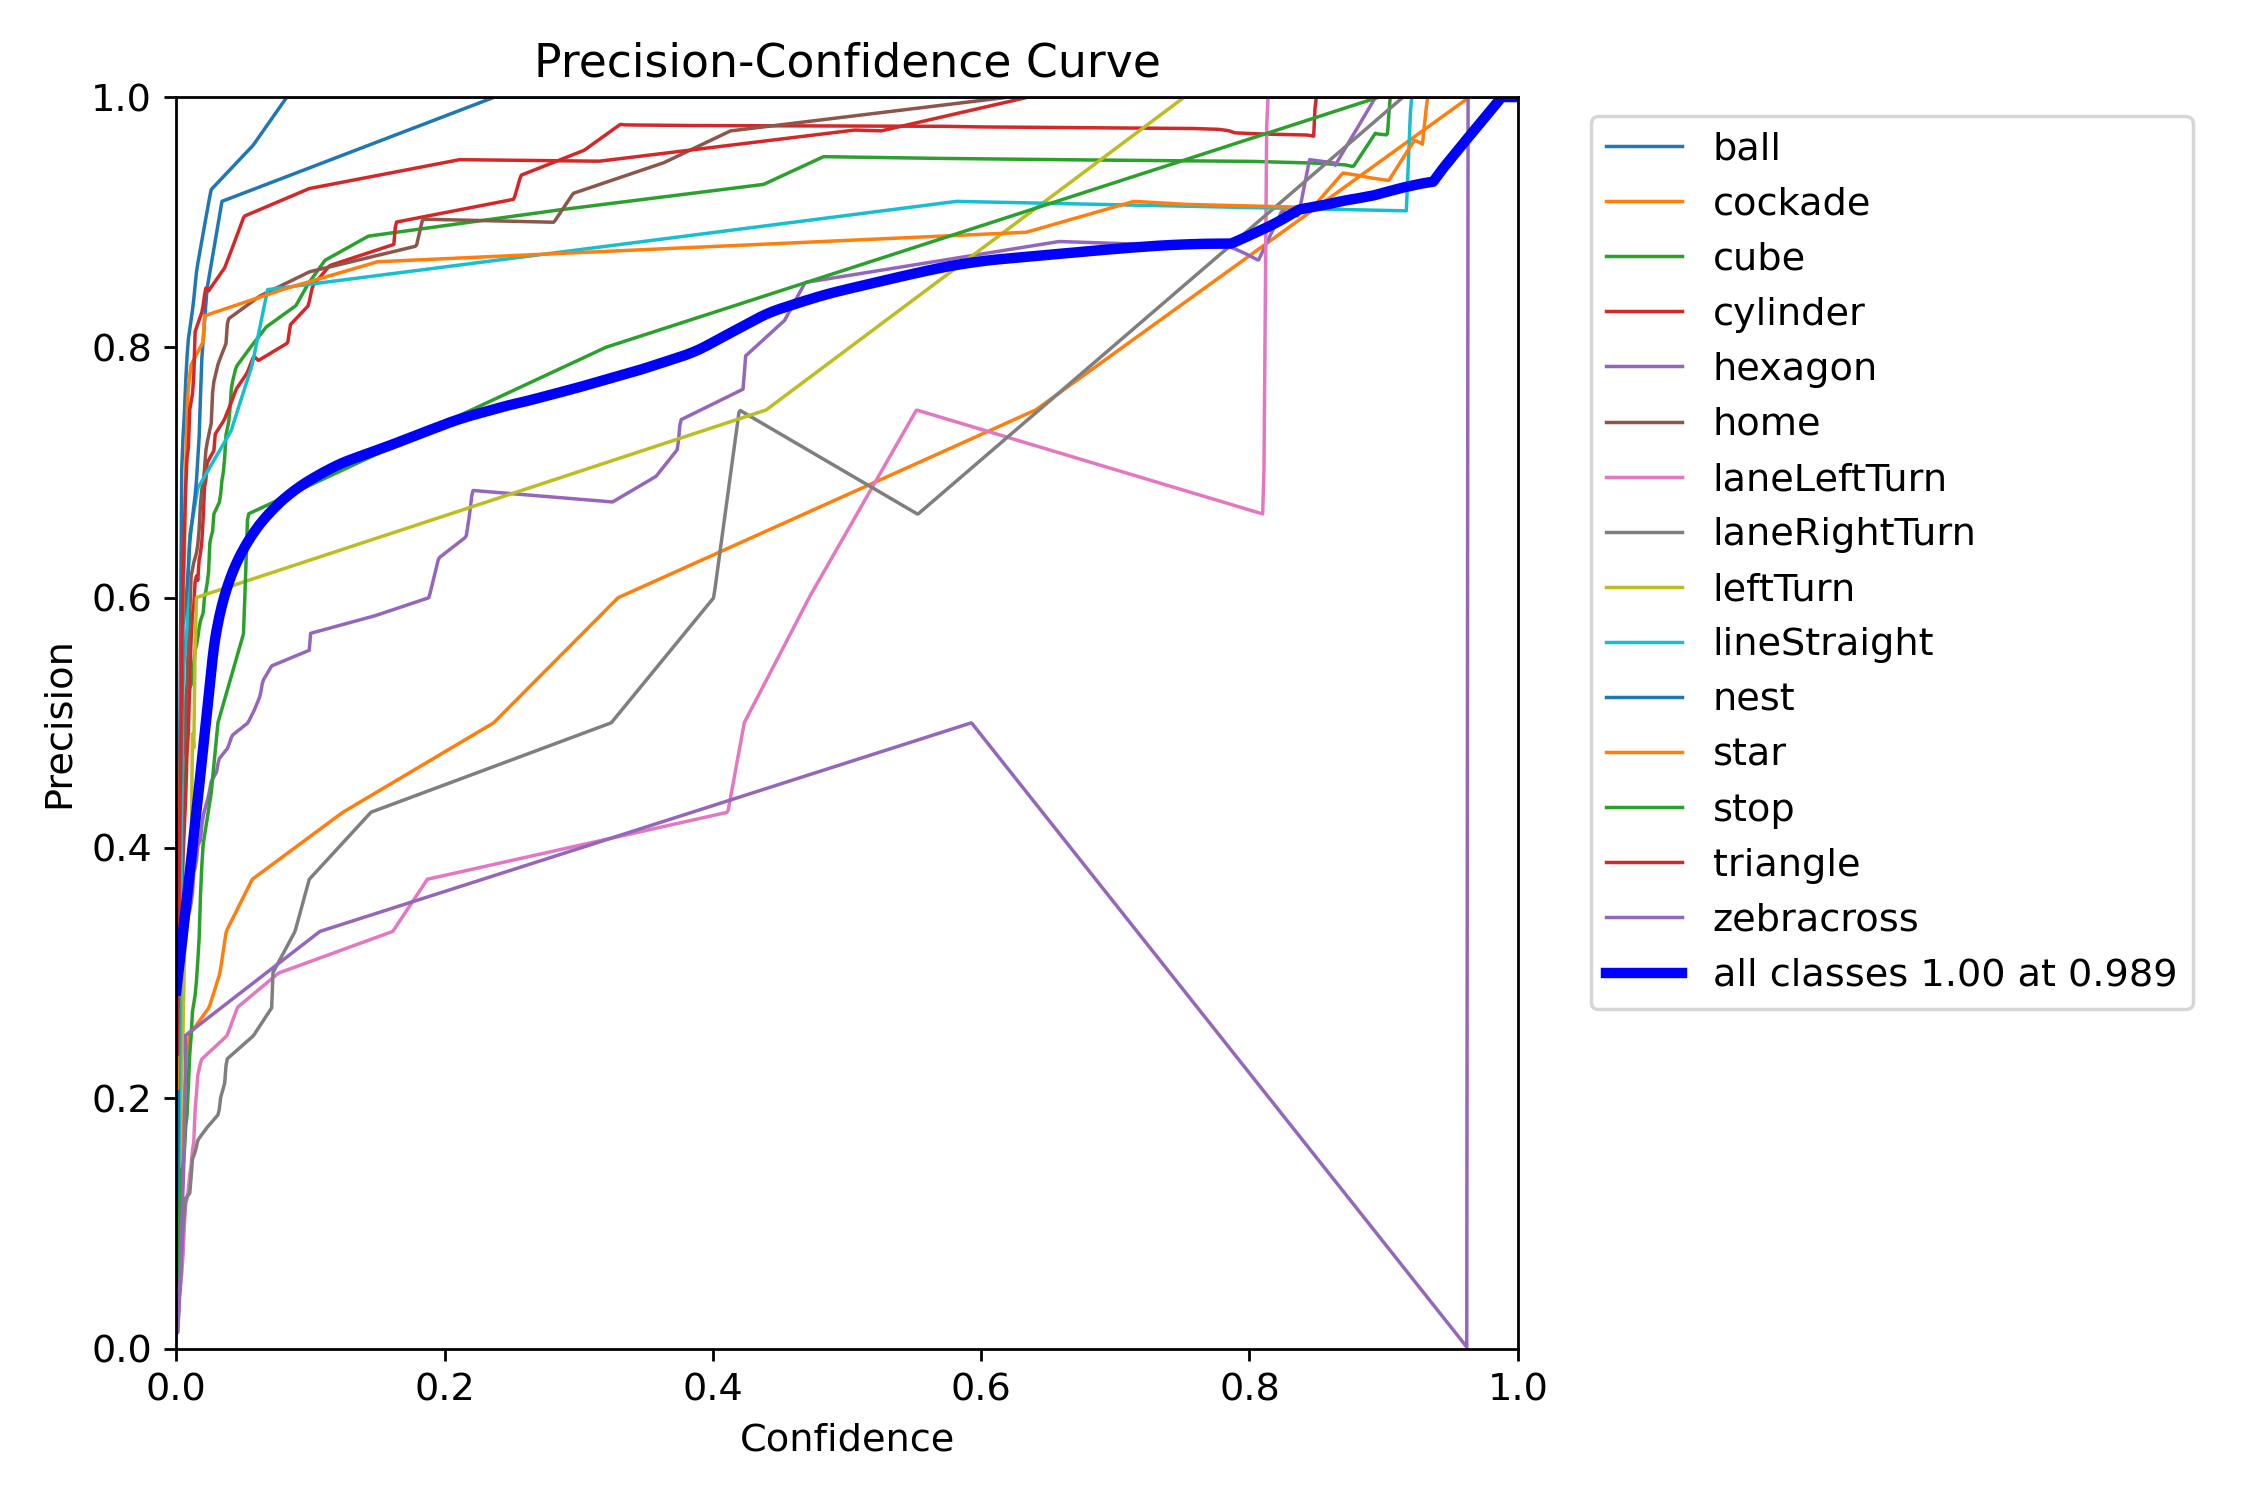 Precision-Confidence Curve
1.0
0.8
0.6
0.4
0.2
0.0
Precision
0.0 0.2 0.4 0.6 0.8 1.0
Confidence
ball
cockade
cube
cylinder
hexagon
home
laneLeftTurn
laneRightTurn
leftTurn
lineStraight
nest
star
stop
triangle
zebracross
all classes 1.00 at 0.989